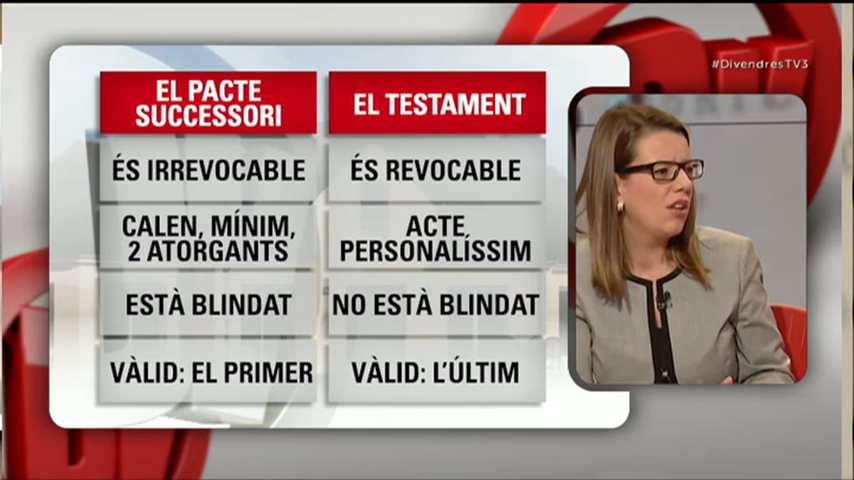 #DivendresTV3
EL PACTE
SUCCESSORI
EL TESTAMENT
ÉS IRREVOCABLE
ÉS REVOCABLE
CALEN, MÍNIM,
2 ATORGANTS
ACTE
PERSONALÍSSIM
ESTÀ BLINDAT
NO ESTÀ BLINDAT
VÀLID: EL PRIMER
VÀLID: L'ÚLTIM